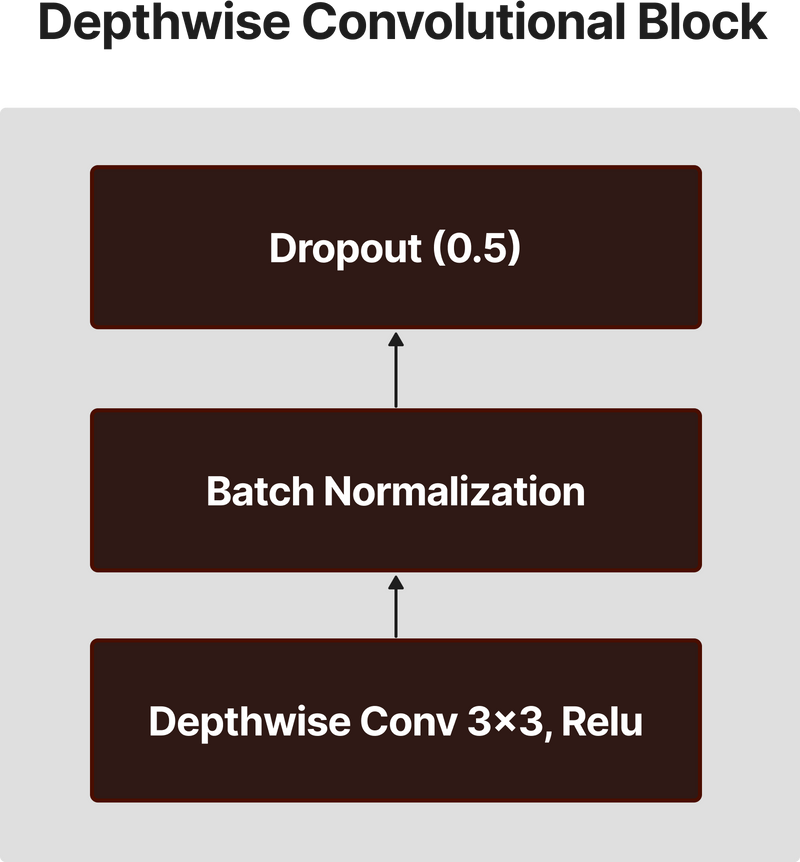 Depthwise Convolutional Block
Dropout (0.5)
Batch Normalization
Depthwise Conv 3×3, Relu